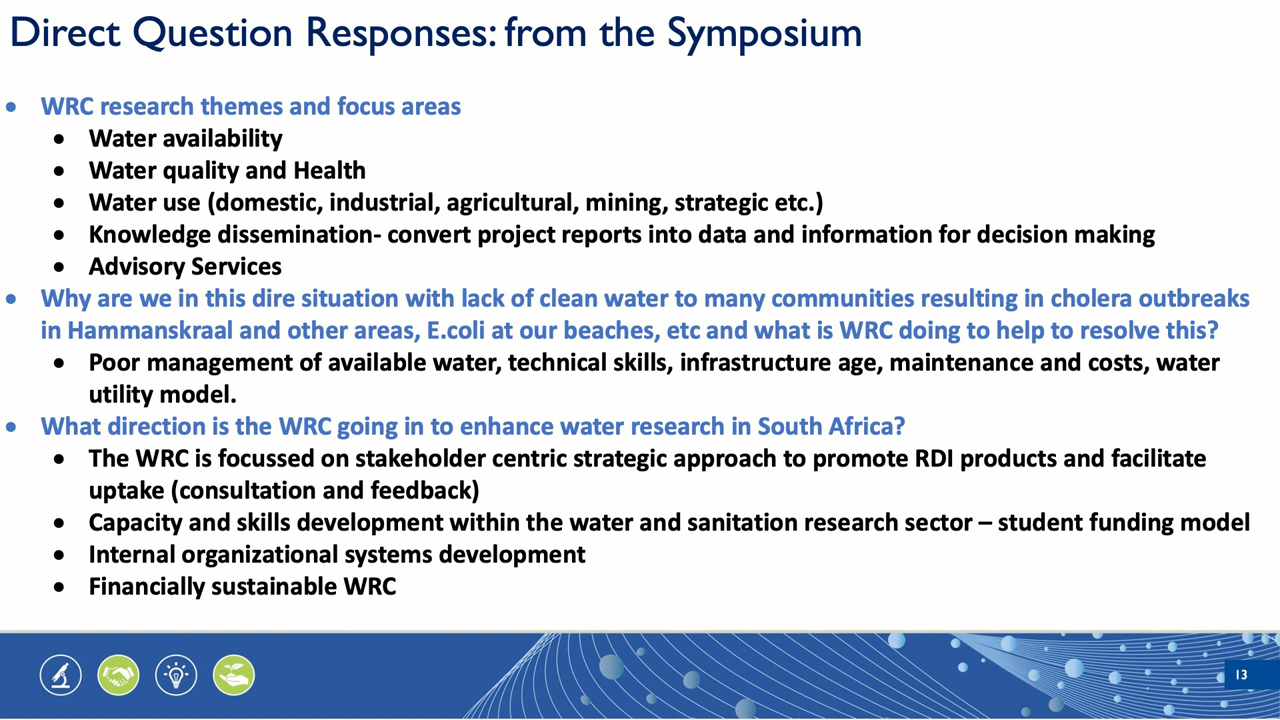 Direct Question Responses: from the Symposium
• WRC research themes and focus areas
• Water availability
• Water quality and Health
• Water use (domestic, industrial, agricultural, mining, strategic etc.)
• Knowledge dissemination- convert project reports into data and information for decision making
• Advisory Services
• Why are we in this dire situation with lack of clean water to many communities resulting in cholera outbreaks
in Hammanskraal and other areas, E.coli at our beaches, etc and what is WRC doing to help to resolve this?
• Poor management of available water, technical skills, infrastructure age, maintenance and costs, water
utility model.
• What direction is the WRC going in to enhance water research in South Africa?
• The WRC is focussed on stakeholder centric strategic approach to promote RDI products and facilitate
uptake (consultation and feedback)
• Capacity and skills development within the water and sanitation research sector – student funding model
• Internal organizational systems development
• Financially sustainable WRC
13